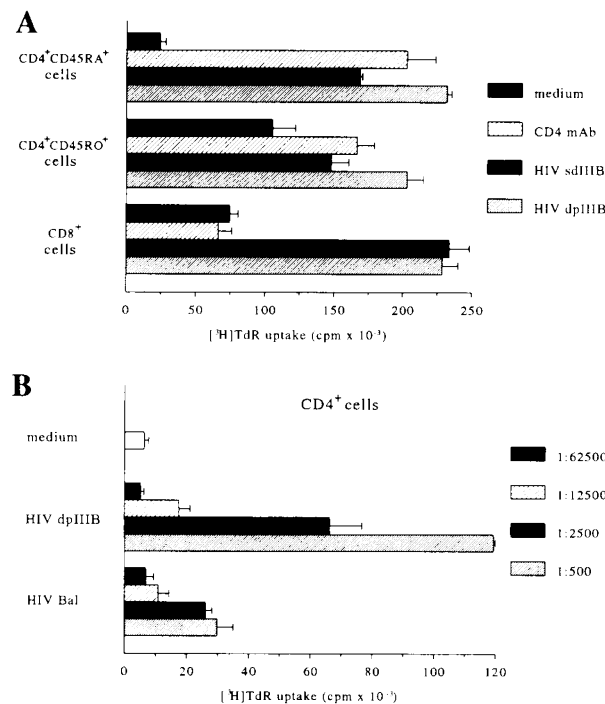 A
CD4⁺CD45RA⁺
cells
CD4⁺CD45RO⁺
cells
CD8⁺
cells
medium
CD4 mAb
HIV sdIIIB
HIV dpIIIB
0 50 100 150 200 250
[³H]TdR uptake (cpm x 10⁻³)
B
CD4⁺ cells
medium
HIV dpIIIB
HIV Bal
1:62500
1:12500
1:2500
1:500
0 20 40 60 80 100 120
[³H]TdR uptake (cpm x 10⁻³)